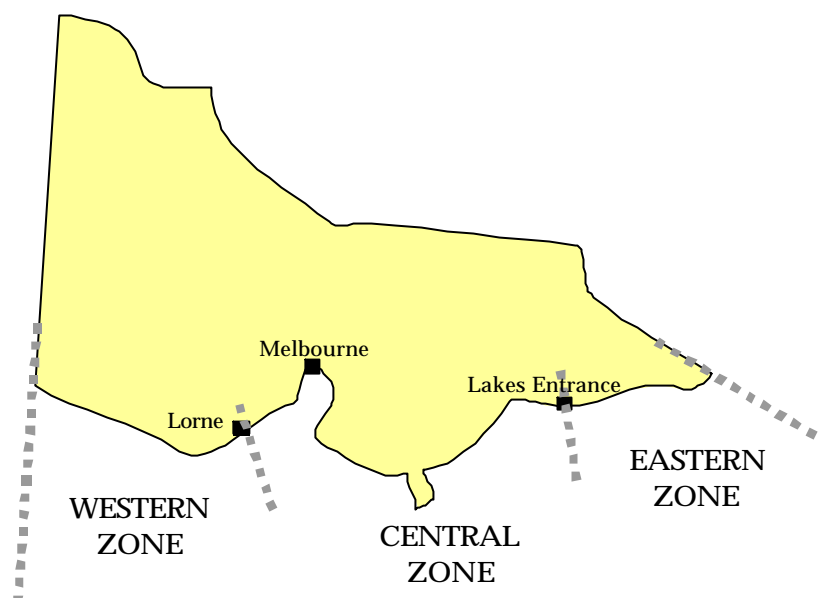 Melbourne
Lakes Entrance
Lorne
EASTERN
ZONE
WESTERN
ZONE
CENTRAL
ZONE